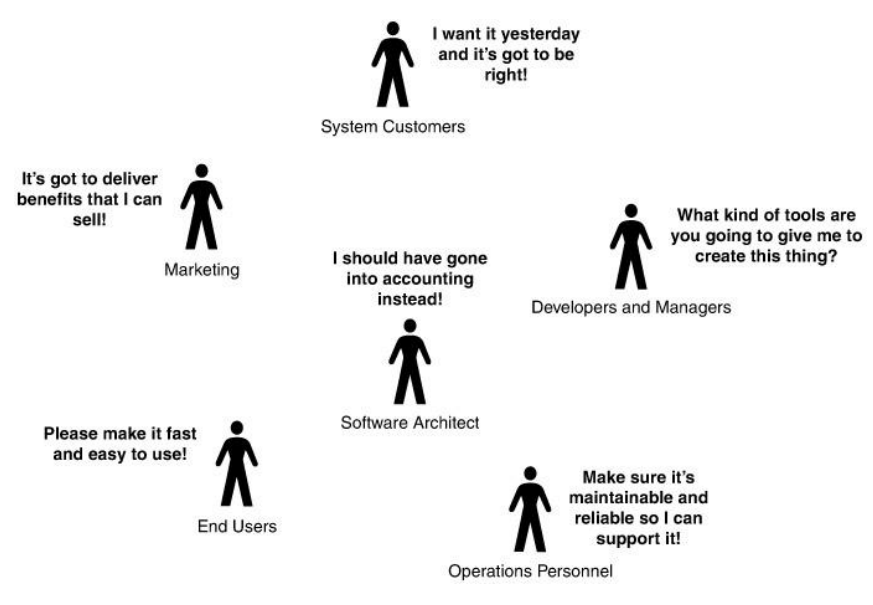 I want it yesterday
and it's got to be
right!
System Customers
It's got to deliver
benefits that I can
sell!
Marketing
What kind of tools are
you going to give me to
create this thing?
Developers and Managers
I should have gone
into accounting
instead!
Software Architect
Please make it fast
and easy to use!
End Users
Make sure it's
maintainable and
reliable so I can
support it!
Operations Personnel